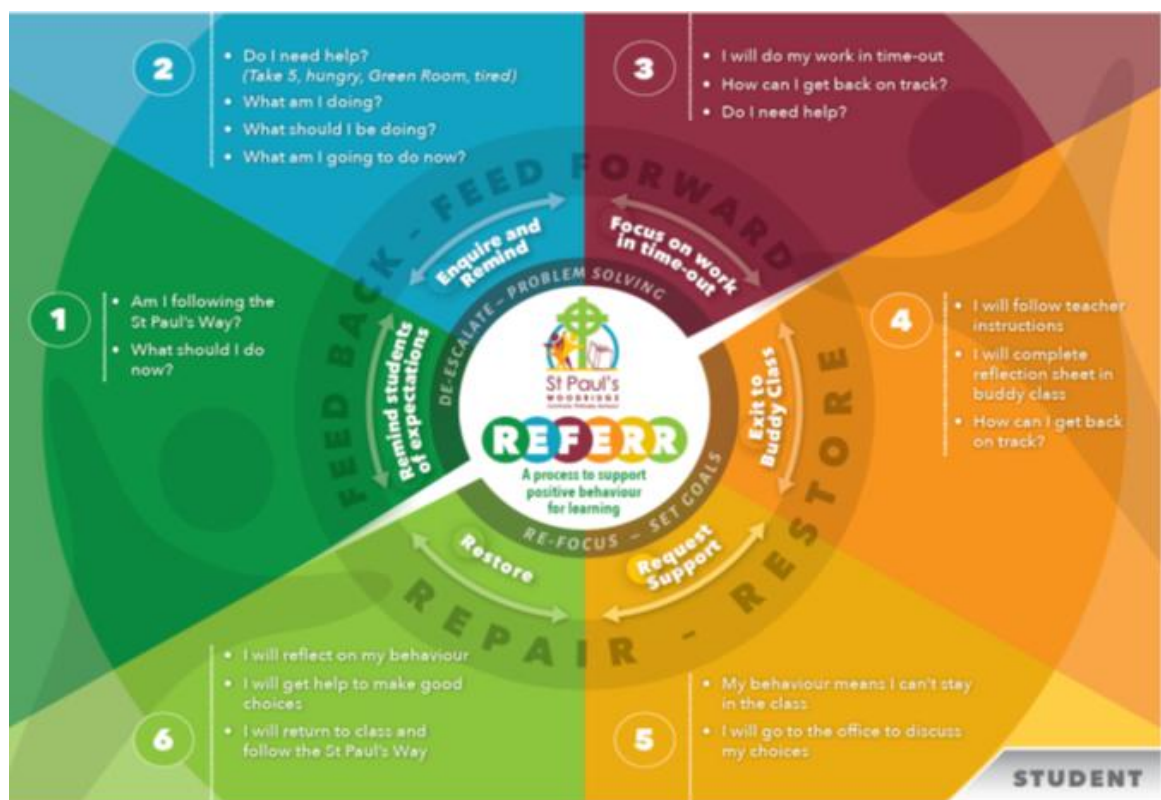 2
• Do I need help?
(Take 5, hungry, Green Room, tired)
• What am I doing?
• What should I be doing?
• What am I going to do now?
3
• I will do my work in time-out
• How can I get back on track?
• Do I need help?
1
• Am I following the
St Paul's Way?
• What should I do
now?
4
• I will follow teacher
instructions
• I will complete
reflection sheet in
buddy class
• How can I get back
on track?
FEED BACK - FEED FORWARD
Enquire and
Remind
Focus on work
in time-out
Remind students
of expectations
Exit to
Buddy Class
DE-ESCALATE – PROBLEM SOLVING
St Paul's
WOODRIDGE
REFERR
A process to support
positive behaviour
for learning
RE-FOCUS – SET GOALS
Restore
Request
Support
REPAIR - RESTORE
6
• I will reflect on my behaviour
• I will get help to make good
choices
• I will return to class and
follow the St Paul's Way
5
• My behaviour means I can't stay
in the class
• I will go to the office to discuss
my choices
STUDENT